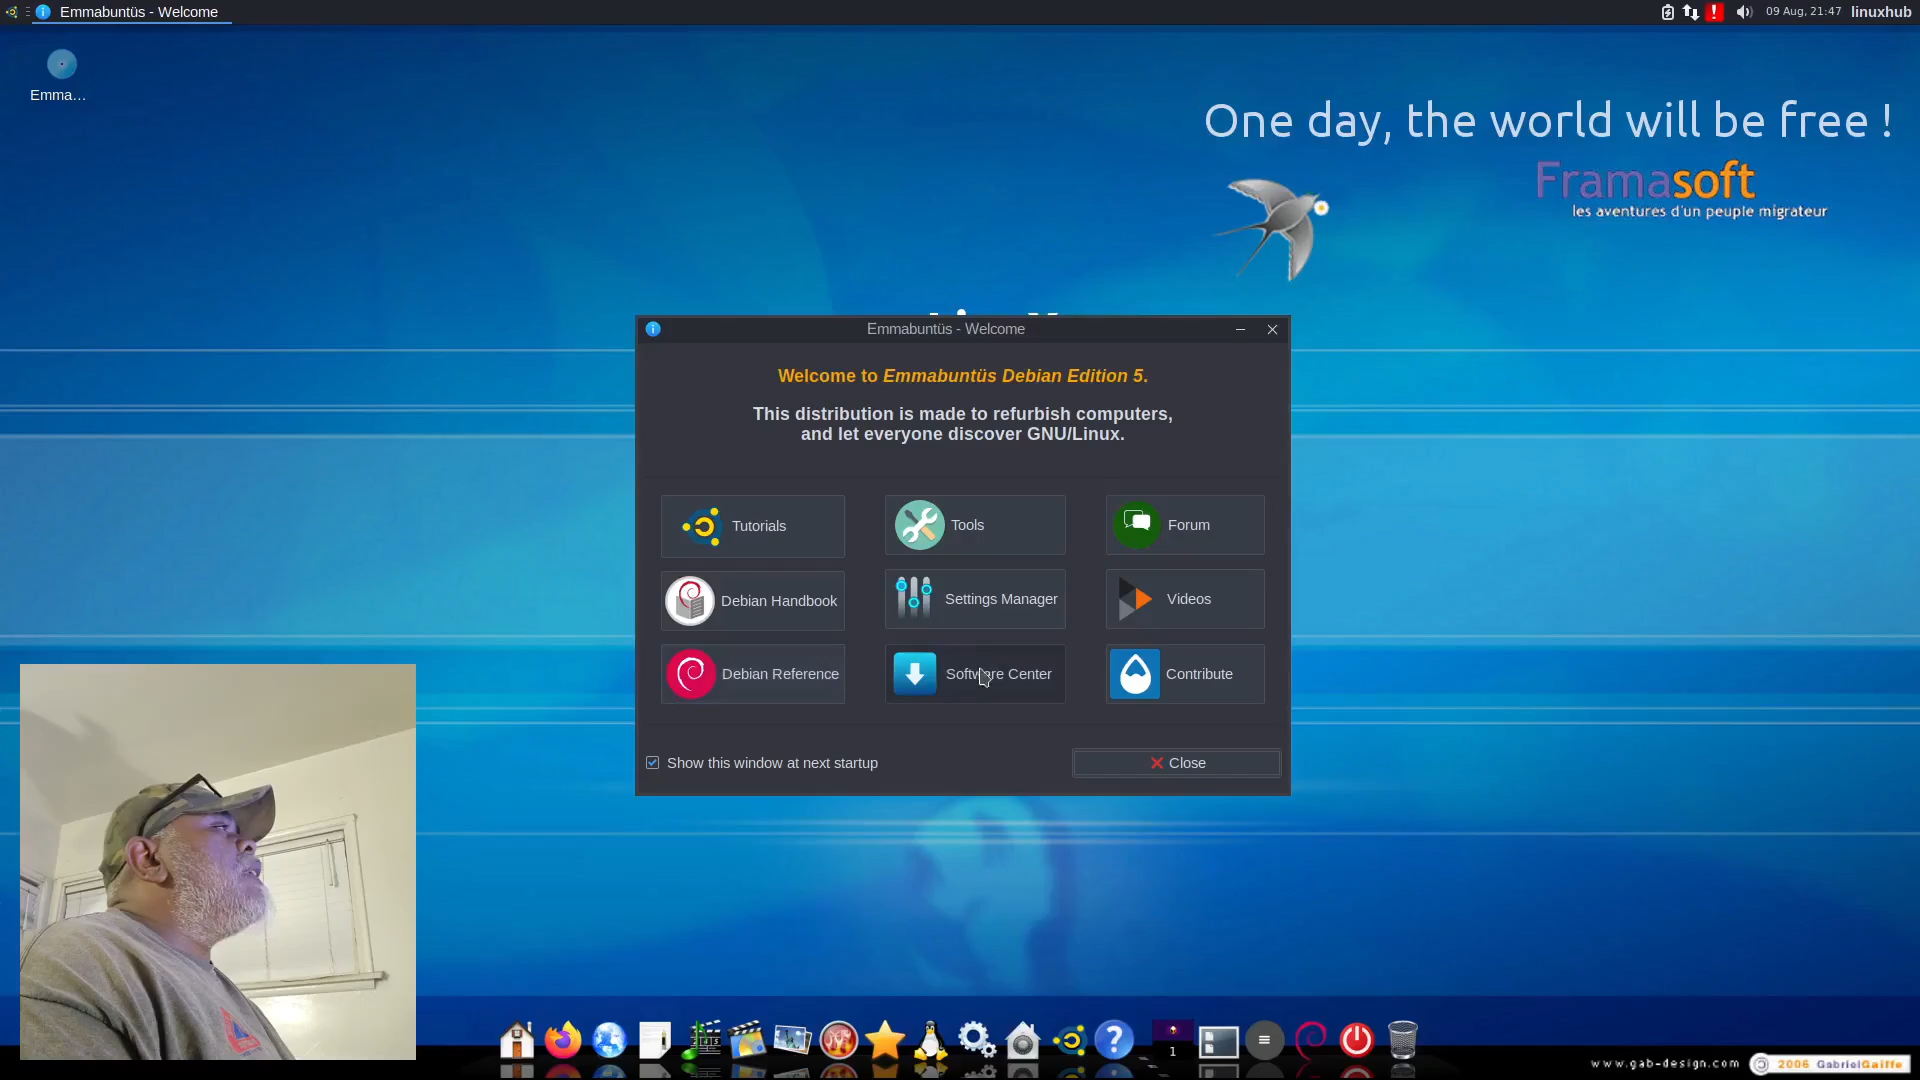 Emmabuntüs - Welcome
09 Aug, 21:47
linuxhub
Emma...
One day, the world will be free !
Framasoft
les aventures d'un peuple migrateur
Emmabuntüs - Welcome
Welcome to Emmabuntüs Debian Edition 5.
This distribution is made to refurbish computers,
and let everyone discover GNU/Linux.
Tutorials
Tools
Forum
Debian Handbook
Settings Manager
Videos
Debian Reference
Software Center
Contribute
Show this window at next startup
Close
1
www.gab-design.com
2006 GabrielGaiffe